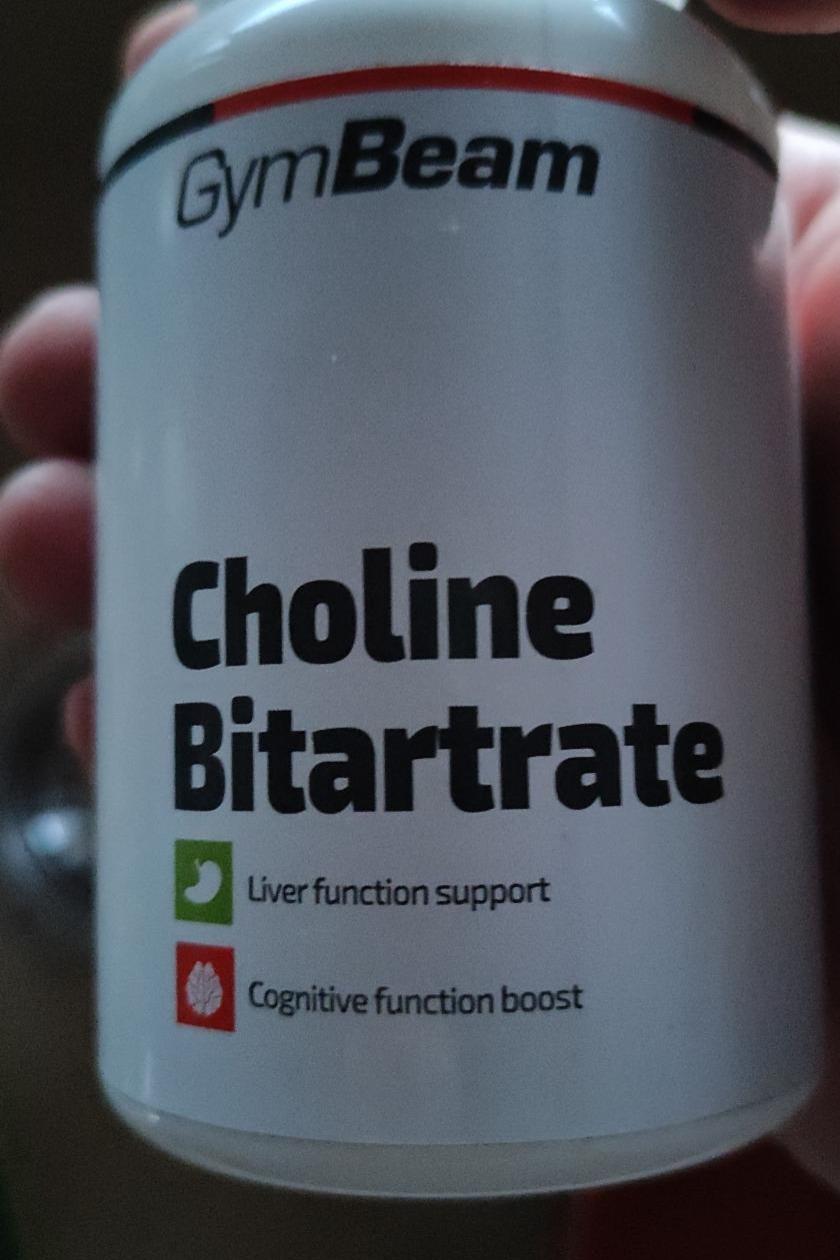 GymBeam
Choline
Bitartrate
Liver function support
Cognitive function boost